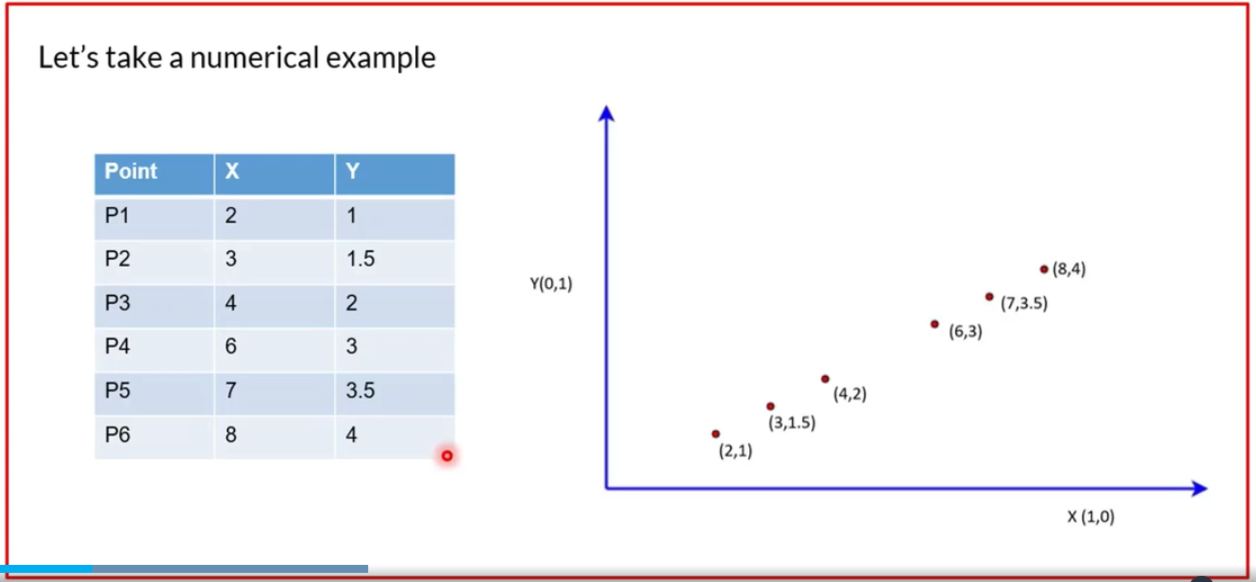 Let's take a numerical example
Point X Y
P1 2 1
P2 3 1.5
P3 4 2
P4 6 3
P5 7 3.5
P6 8 4
Y(0,1)
(8,4)
(7,3.5)
(6,3)
(4,2)
(3,1.5)
(2,1)
X (1,0)